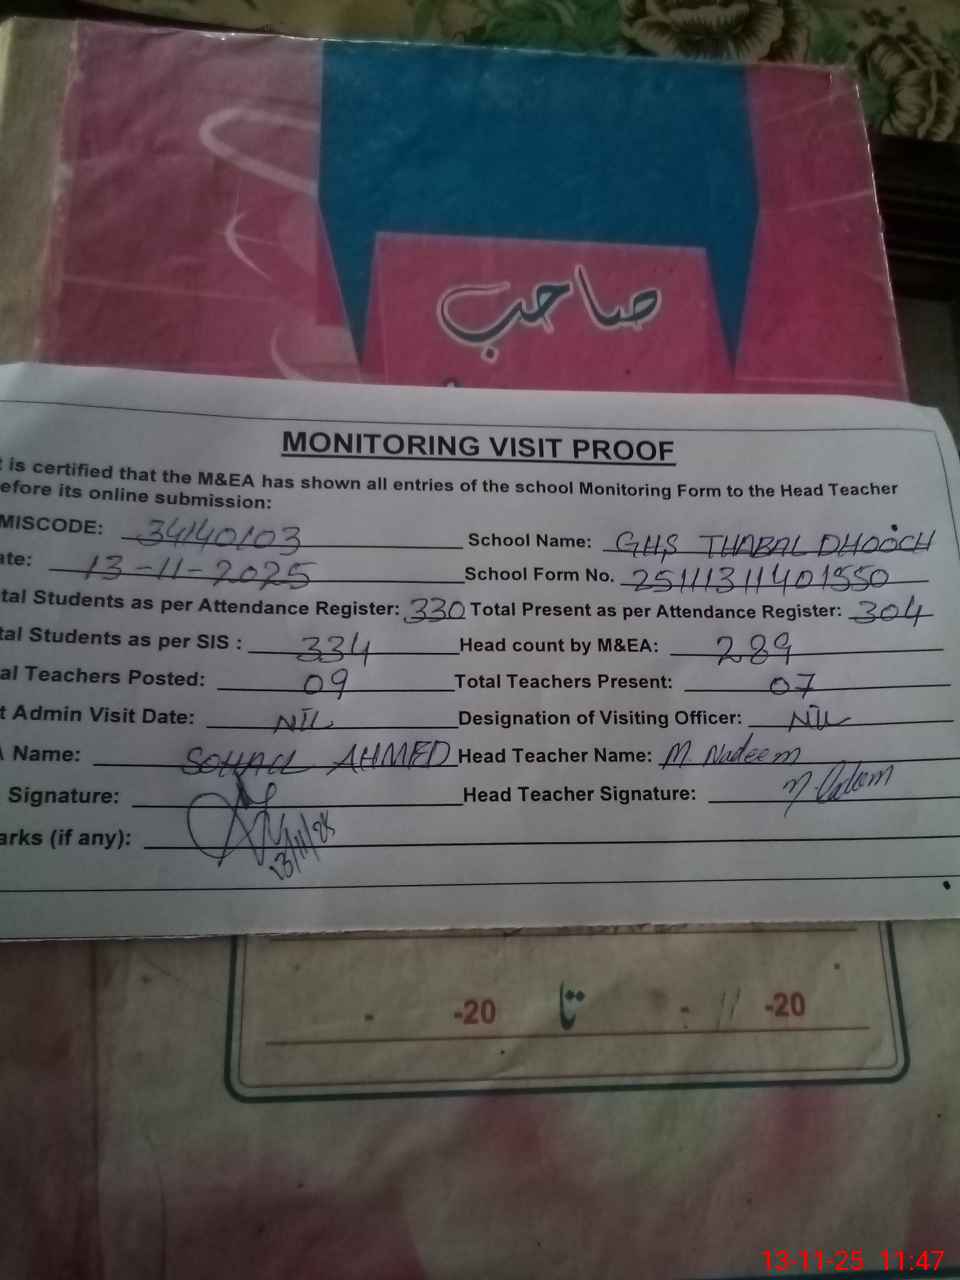 صاحب
MONITORING VISIT PROOF
t is certified that the M&EA has shown all entries of the school Monitoring Form to the Head Teacher
efore its online submission:
MISCODE: 34140103 School Name: GHS THABAL DHOOCH
ate: 13-11-2025 School Form No. 25111311401550
tal Students as per Attendance Register: 330 Total Present as per Attendance Register: 304
tal Students as per SIS : 334 Head count by M&EA: 289
al Teachers Posted: 09 Total Teachers Present: 07
t Admin Visit Date: NIL Designation of Visiting Officer: NIL
A Name: SOHAIL AHMED Head Teacher Name: M. Nadeem
Signature: Head Teacher Signature:
arks (if any): 13/11/25
-20 تا -20
13-11-25 11:47